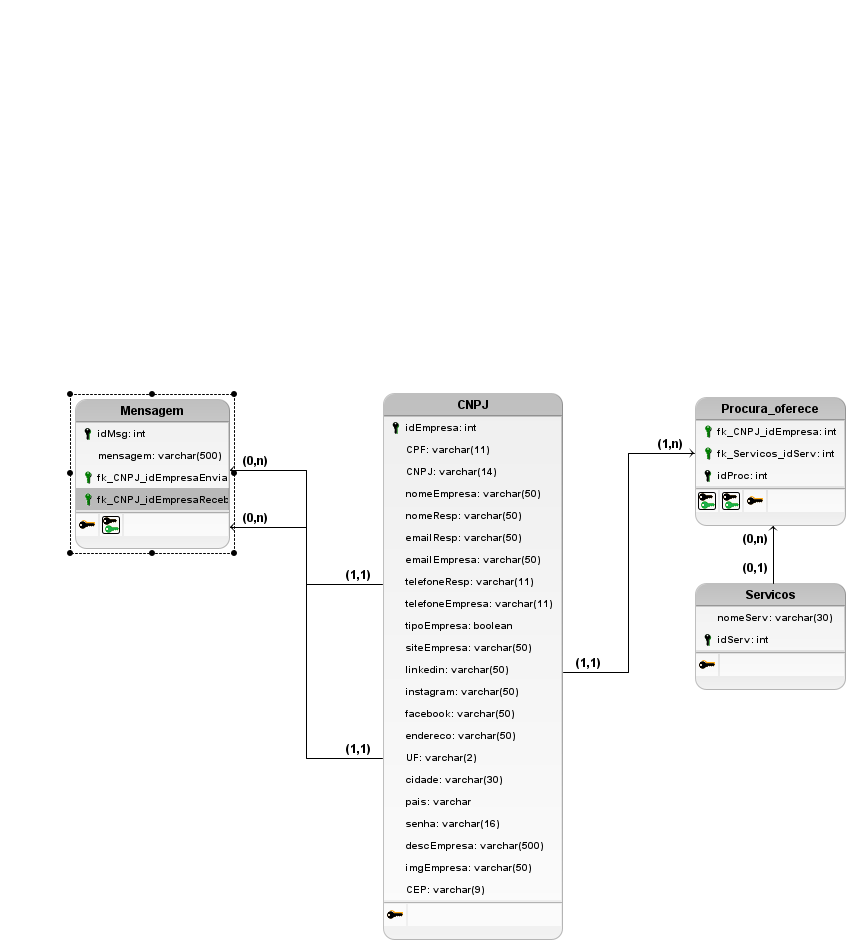 Mensagem
idMsg: int
mensagem: varchar(500)
fk_CNPJ_idEmpresaEnvia
fk_CNPJ_idEmpresaReceb
(0,n)
(0,n)
(1,1)
(1,1)
CNPJ
idEmpresa: int
CPF: varchar(11)
CNPJ: varchar(14)
nomeEmpresa: varchar(50)
nomeResp: varchar(50)
emailResp: varchar(50)
emailEmpresa: varchar(50)
telefoneResp: varchar(11)
telefoneEmpresa: varchar(11)
tipoEmpresa: boolean
siteEmpresa: varchar(50)
linkedin: varchar(50)
instagram: varchar(50)
facebook: varchar(50)
endereco: varchar(50)
UF: varchar(2)
cidade: varchar(30)
pais: varchar
senha: varchar(16)
descEmpresa: varchar(500)
imgEmpresa: varchar(50)
CEP: varchar(9)
(1,1)
(1,n)
Procura_oferece
fk_CNPJ_idEmpresa: int
fk_Servicos_idServ: int
idProc: int
(0,n)
(0,1)
Servicos
nomeServ: varchar(30)
idServ: int